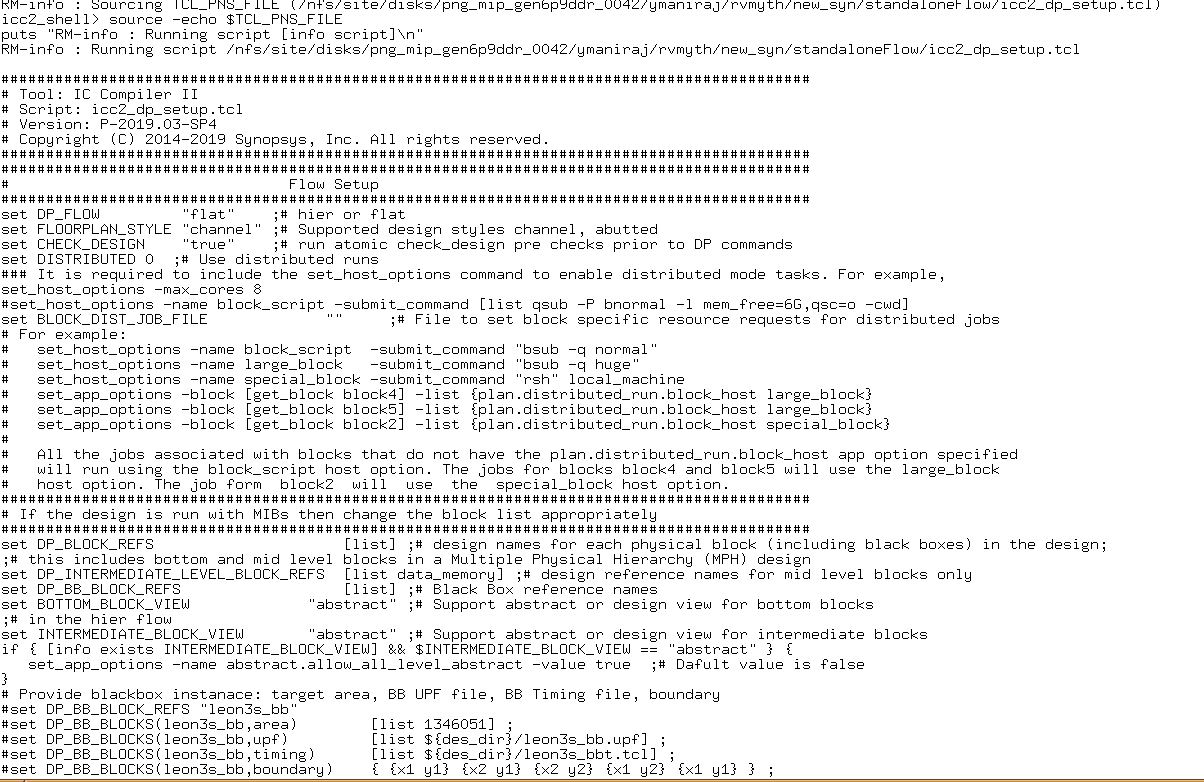 RM-info : Sourcing TCL_PNS_FILE (/nfs/site/disks/png_mip_gen6p9ddr_0042/ymaniraj/rvmyth/new_syn/standaloneFlow/icc2_dp_setup.tcl)
icc2_shell> source -echo $TCL_PNS_FILE
puts "RM-info : Running script [info script]\n"
RM-info : Running script /nfs/site/disks/png_mip_gen6p9ddr_0042/ymaniraj/rvmyth/new_syn/standaloneFlow/icc2_dp_setup.tcl

##########################################################################################
# Tool: IC Compiler II
# Script: icc2_dp_setup.tcl
# Version: P-2019.03-SP4
# Copyright (C) 2014-2019 Synopsys, Inc. All rights reserved.
##########################################################################################
##########################################################################################
#                               Flow Setup
##########################################################################################
set DP_FLOW         "flat"    ;# hier or flat
set FLOORPLAN_STYLE "channel" ;# Supported design styles channel, abutted
set CHECK_DESIGN    "true"    ;# run atomic check_design pre checks prior to DP commands
set DISTRIBUTED 0  ;# Use distributed runs
### It is required to include the set_host_options command to enable distributed mode tasks. For example,
set_host_options -max_cores 8
#set_host_options -name block_script -submit_command [list qsub -P bnormal -l mem_free=6G,qsc=o -cwd]
set BLOCK_DIST_JOB_FILE             ""     ;# File to set block specific resource requests for distributed jobs
# For example:
#   set_host_options -name block_script  -submit_command "bsub -q normal"
#   set_host_options -name large_block   -submit_command "bsub -q huge"
#   set_host_options -name special_block -submit_command "rsh" local_machine
#   set_app_options -block [get_block block4] -list {plan.distributed_run.block_host large_block}
#   set_app_options -block [get_block block5] -list {plan.distributed_run.block_host large_block}
#   set_app_options -block [get_block block2] -list {plan.distributed_run.block_host special_block}
#
#   All the jobs associated with blocks that do not have the plan.distributed_run.block_host app option specified
#   will run using the block_script host option. The jobs for blocks block4 and block5 will use the large_block
#   host option. The job form  block2  will  use  the  special_block host option.
##########################################################################################
# If the design is run with MIBs then change the block list appropriately
##########################################################################################
set DP_BLOCK_REFS                     [list] ;# design names for each physical block (including black boxes) in the design;
;# this includes bottom and mid level blocks in a Multiple Physical Hierarchy (MPH) design
set DP_INTERMEDIATE_LEVEL_BLOCK_REFS  [list data_memory] ;# design reference names for mid level blocks only
set DP_BB_BLOCK_REFS                  [list] ;# Black Box reference names
set BOTTOM_BLOCK_VIEW             "abstract" ;# Support abstract or design view for bottom blocks
;# in the hier flow
set INTERMEDIATE_BLOCK_VIEW       "abstract" ;# Support abstract or design view for intermediate blocks
if { [info exists INTERMEDIATE_BLOCK_VIEW] && $INTERMEDIATE_BLOCK_VIEW == "abstract" } {
   set_app_options -name abstract.allow_all_level_abstract -value true  ;# Dafult value is false
}
# Provide blackbox instanace: target area, BB UPF file, BB Timing file, boundary
#set DP_BB_BLOCK_REFS "leon3s_bb"
#set DP_BB_BLOCKS(leon3s_bb,area)        [list 1346051] ;
#set DP_BB_BLOCKS(leon3s_bb,upf)         [list ${des_dir}/leon3s_bb.upf] ;
#set DP_BB_BLOCKS(leon3s_bb,timing)      [list ${des_dir}/leon3s_bbt.tcl] ;
#set DP_BB_BLOCKS(leon3s_bb,boundary)    { {x1 y1} {x2 y1} {x2 y2} {x1 y2} {x1 y1} } ;